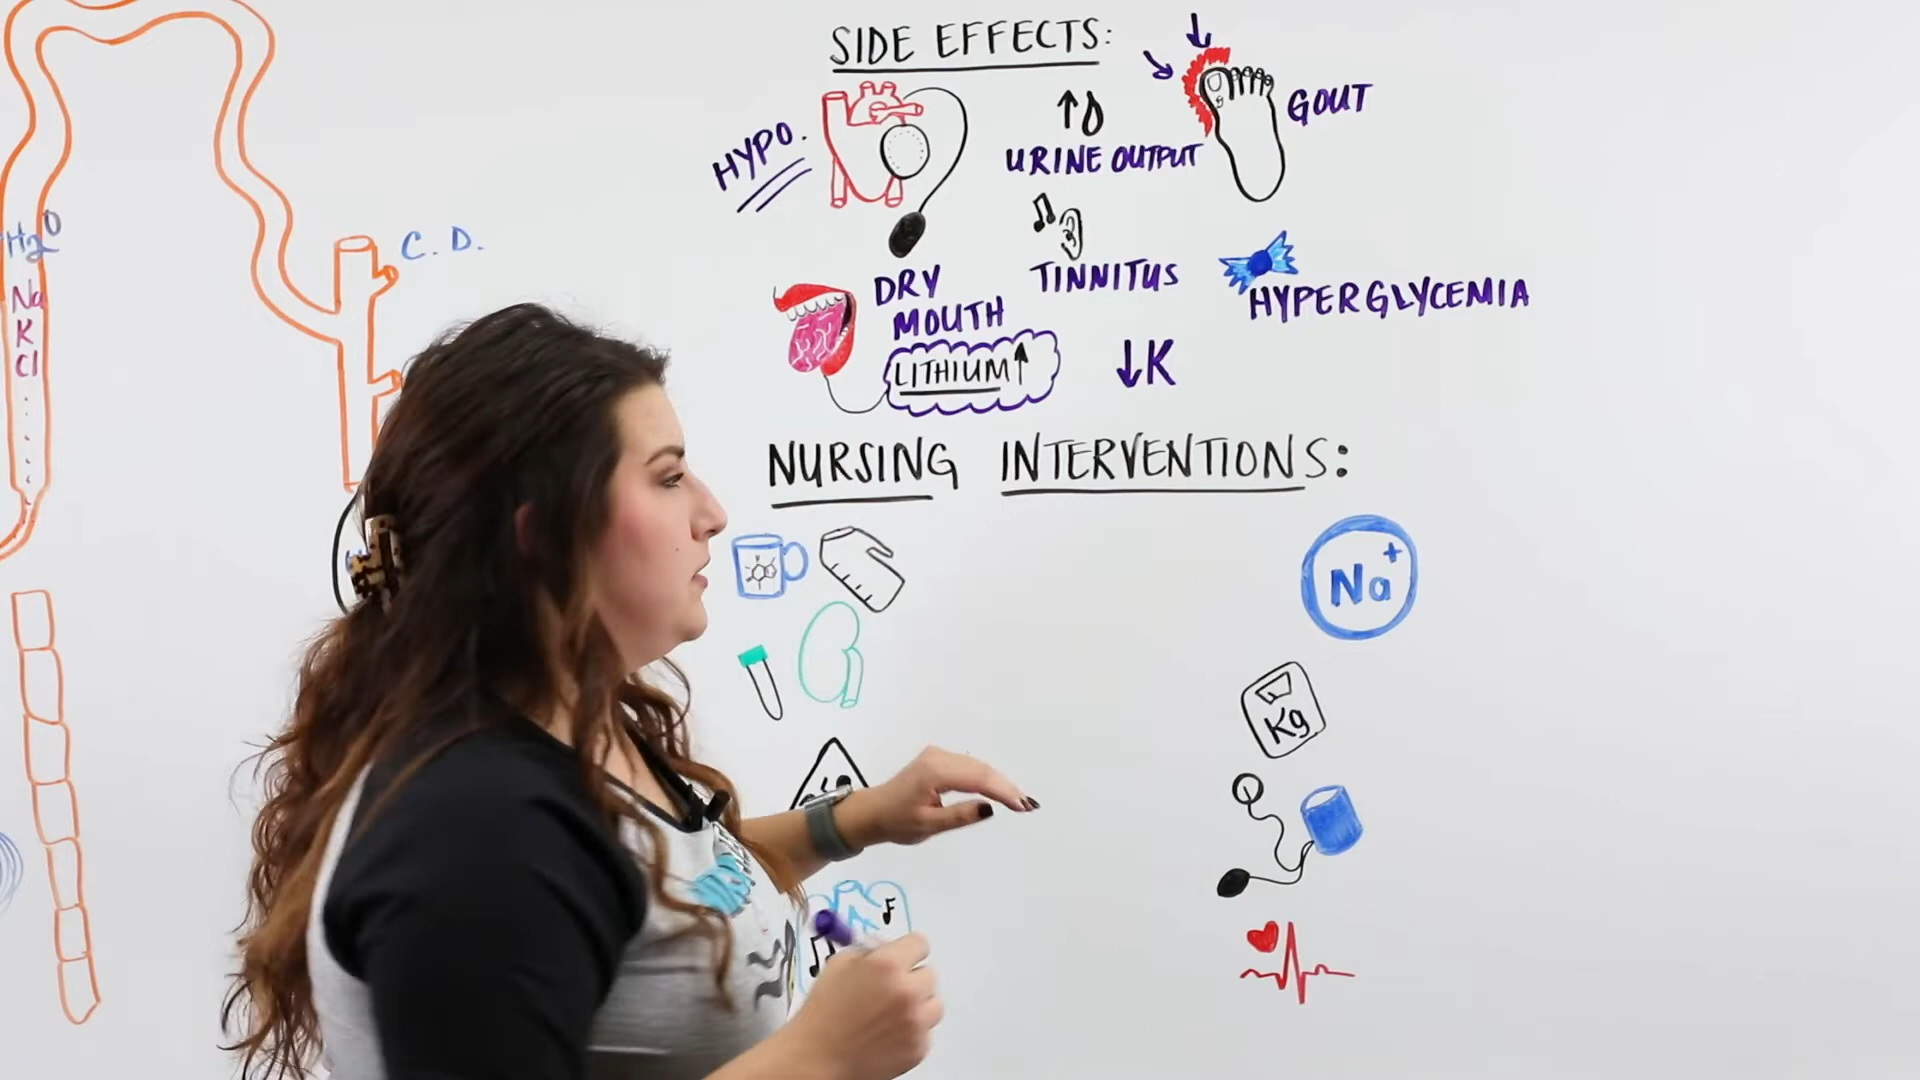 SIDE EFFECTS:
HYPO.
↑
URINE OUTPUT
GOUT
H2O
C. D.
DRY
MOUTH
TINNITUS
HYPERGLYCEMIA
Na
K
Cl
LITHIUM↑
↓K
NURSING INTERVENTIONS:
Na+
Kg